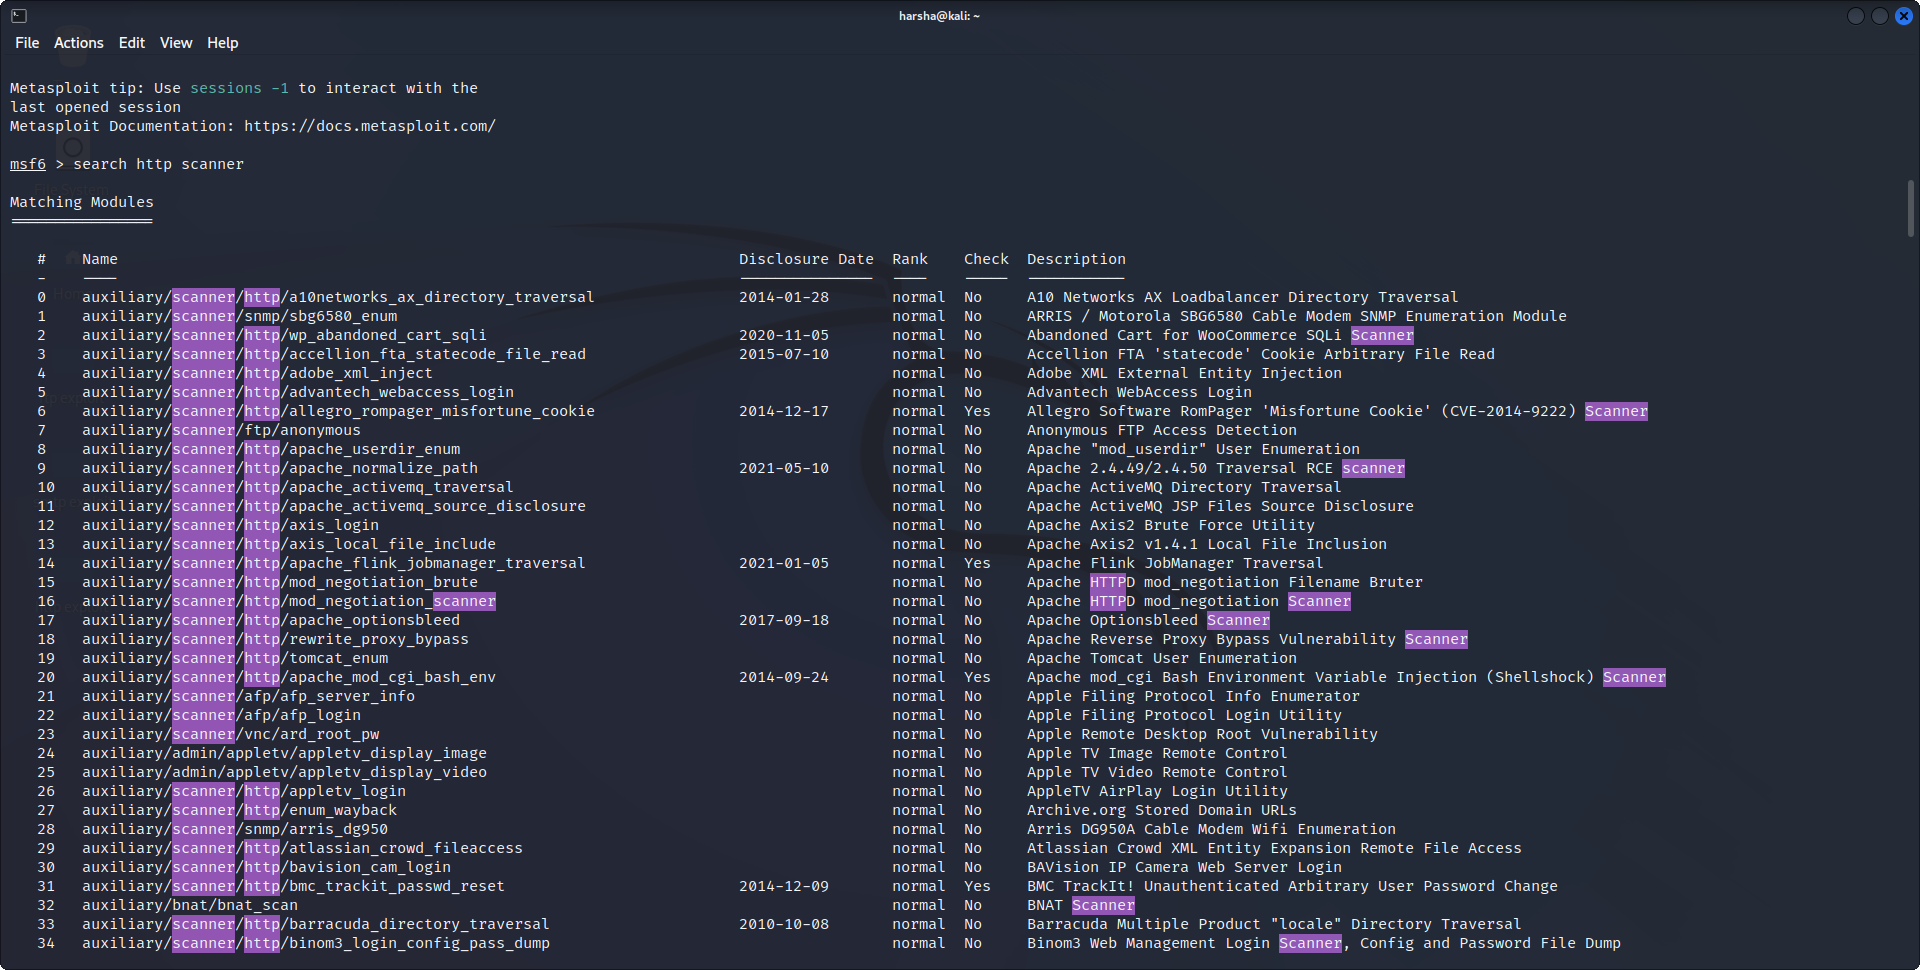 harsha@kali: ~
File Actions Edit View Help
Metasploit tip: Use sessions -1 to interact with the
last opened session
Metasploit Documentation: https://docs.metasploit.com/
msf6 > search http scanner
Matching Modules
================
# Name Disclosure Date Rank Check Description
- ---- --------------- ---- ----- -----------
0 auxiliary/scanner/http/a10networks_ax_directory_traversal 2014-01-28 normal No A10 Networks AX Loadbalancer Directory Traversal
1 auxiliary/scanner/snmp/sbg6580_enum normal No ARRIS / Motorola SBG6580 Cable Modem SNMP Enumeration Module
2 auxiliary/scanner/http/wp_abandoned_cart_sqli 2020-11-05 normal No Abandoned Cart for WooCommerce SQLi Scanner
3 auxiliary/scanner/http/accellion_fta_statecode_file_read 2015-07-10 normal No Accellion FTA 'statecode' Cookie Arbitrary File Read
4 auxiliary/scanner/http/adobe_xml_inject normal No Adobe XML External Entity Injection
5 auxiliary/scanner/http/advantech_webaccess_login normal No Advantech WebAccess Login
6 auxiliary/scanner/http/allegro_rompager_misfortune_cookie 2014-12-17 normal Yes Allegro Software RomPager 'Misfortune Cookie' (CVE-2014-9222) Scanner
7 auxiliary/scanner/ftp/anonymous normal No Anonymous FTP Access Detection
8 auxiliary/scanner/http/apache_userdir_enum normal No Apache "mod_userdir" User Enumeration
9 auxiliary/scanner/http/apache_normalize_path 2021-05-10 normal No Apache 2.4.49/2.4.50 Traversal RCE scanner
10 auxiliary/scanner/http/apache_activemq_traversal normal No Apache ActiveMQ Directory Traversal
11 auxiliary/scanner/http/apache_activemq_source_disclosure normal No Apache ActiveMQ JSP Files Source Disclosure
12 auxiliary/scanner/http/axis_login normal No Apache Axis2 Brute Force Utility
13 auxiliary/scanner/http/axis_local_file_include normal No Apache Axis2 v1.4.1 Local File Inclusion
14 auxiliary/scanner/http/apache_flink_jobmanager_traversal 2021-01-05 normal Yes Apache Flink JobManager Traversal
15 auxiliary/scanner/http/mod_negotiation_brute normal No Apache HTTPD mod_negotiation Filename Bruter
16 auxiliary/scanner/http/mod_negotiation_scanner normal No Apache HTTPD mod_negotiation Scanner
17 auxiliary/scanner/http/apache_optionsbleed 2017-09-18 normal No Apache Optionsbleed Scanner
18 auxiliary/scanner/http/rewrite_proxy_bypass normal No Apache Reverse Proxy Bypass Vulnerability Scanner
19 auxiliary/scanner/http/tomcat_enum normal No Apache Tomcat User Enumeration
20 auxiliary/scanner/http/apache_mod_cgi_bash_env 2014-09-24 normal Yes Apache mod_cgi Bash Environment Variable Injection (Shellshock) Scanner
21 auxiliary/scanner/afp/afp_server_info normal No Apple Filing Protocol Info Enumerator
22 auxiliary/scanner/afp/afp_login normal No Apple Filing Protocol Login Utility
23 auxiliary/scanner/vnc/ard_root_pw normal No Apple Remote Desktop Root Vulnerability
24 auxiliary/admin/appletv/appletv_display_image normal No Apple TV Image Remote Control
25 auxiliary/admin/appletv/appletv_display_video normal No Apple TV Video Remote Control
26 auxiliary/scanner/http/appletv_login normal No AppleTV AirPlay Login Utility
27 auxiliary/scanner/http/enum_wayback normal No Archive.org Stored Domain URLs
28 auxiliary/scanner/snmp/arris_dg950 normal No Arris DG950A Cable Modem Wifi Enumeration
29 auxiliary/scanner/http/atlassian_crowd_fileaccess normal No Atlassian Crowd XML Entity Expansion Remote File Access
30 auxiliary/scanner/http/bavision_cam_login normal No BAVision IP Camera Web Server Login
31 auxiliary/scanner/http/bmc_trackit_passwd_reset 2014-12-09 normal Yes BMC TrackIt! Unauthenticated Arbitrary User Password Change
32 auxiliary/bnat/bnat_scan normal No BNAT Scanner
33 auxiliary/scanner/http/barracuda_directory_traversal 2010-10-08 normal No Barracuda Multiple Product "locale" Directory Traversal
34 auxiliary/scanner/http/binom3_login_config_pass_dump normal No Binom3 Web Management Login Scanner, Config and Password File Dump